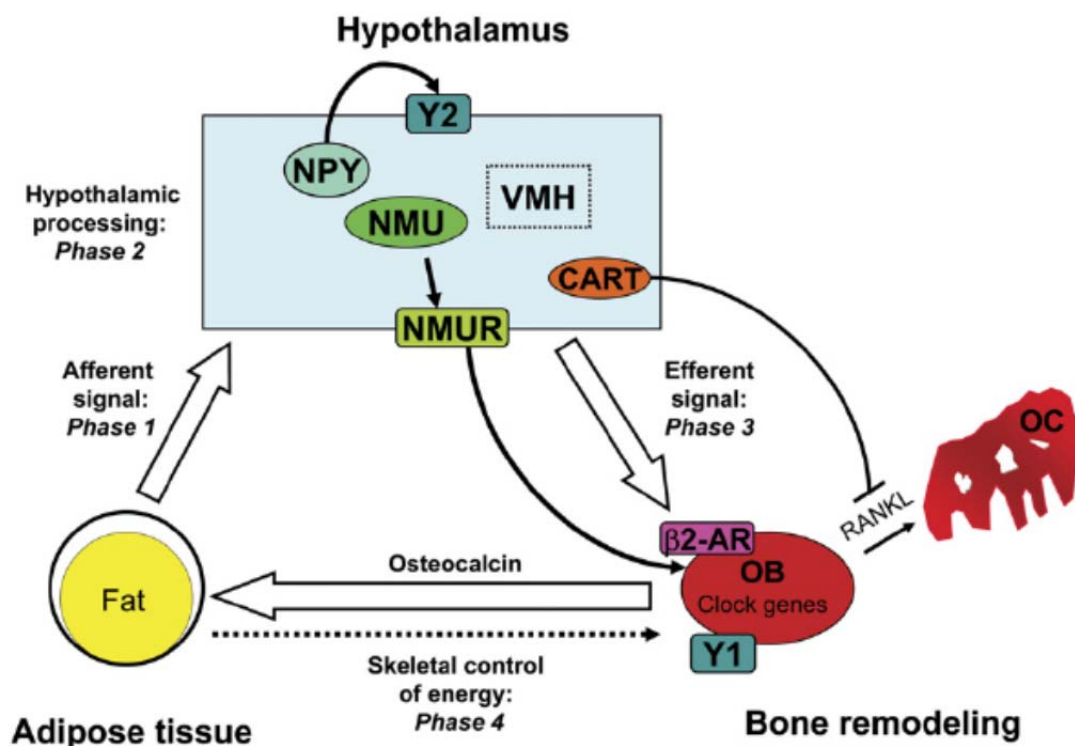 Hypothalamus
Y2
NPY
VMH
Hypothalamic
processing:
Phase 2
NMU
CART
NMUR
Afferent
signal:
Phase 1
Efferent
signal:
Phase 3
OC
RANKL
β2-AR
OB
Clock genes
Osteocalcin
Fat
Y1
Skeletal control
of energy:
Phase 4
Adipose tissue
Bone remodeling